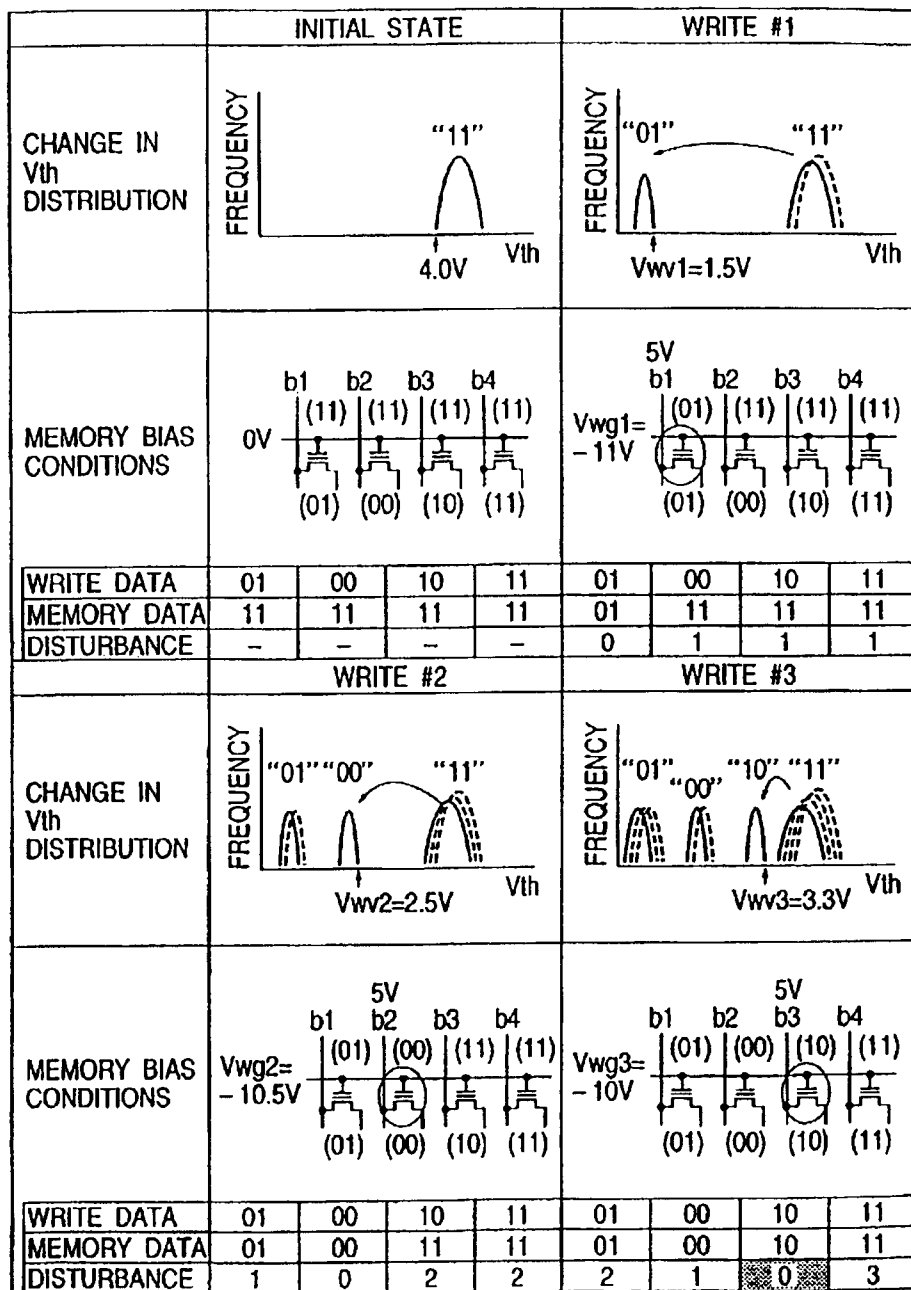 INITIAL STATE WRITE #1
CHANGE IN
Vth
DISTRIBUTION
FREQUENCY
"11"
4.0V
Vth
FREQUENCY
"01" "11"
Vwv1=1.5V
Vth
MEMORY BIAS
CONDITIONS
b1 b2 b3 b4
(11) (11) (11) (11)
0V
(01) (00) (10) (11)
5V
b1 b2 b3 b4
(01) (11) (11) (11)
Vwg1=
-11V
(01) (00) (10) (11)
WRITE DATA 01 00 10 11 01 00 10 11
MEMORY DATA 11 11 11 11 01 11 11 11
DISTURBANCE - - - - 0 1 1 1
WRITE #2 WRITE #3
CHANGE IN
Vth
DISTRIBUTION
FREQUENCY
"01" "00" "11"
Vwv2=2.5V
Vth
FREQUENCY
"01" "00" "10" "11"
Vwv3=3.3V
Vth
MEMORY BIAS
CONDITIONS
5V
b1 b2 b3 b4
(01) (00) (11) (11)
Vwg2=
-10.5V
(01) (00) (10) (11)
5V
b1 b2 b3 b4
(01) (00) (10) (11)
Vwg3=
-10V
(01) (00) (10) (11)
WRITE DATA 01 00 10 11 01 00 10 11
MEMORY DATA 01 00 11 11 01 00 10 11
DISTURBANCE 1 0 2 2 2 1 0 3